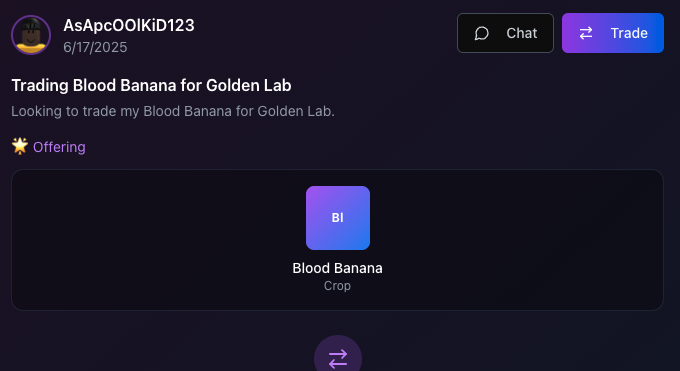 AsApcOOlKiD123
6/17/2025
Chat
Trade
Trading Blood Banana for Golden Lab
Looking to trade my Blood Banana for Golden Lab.
Offering
Bl
Blood Banana
Crop